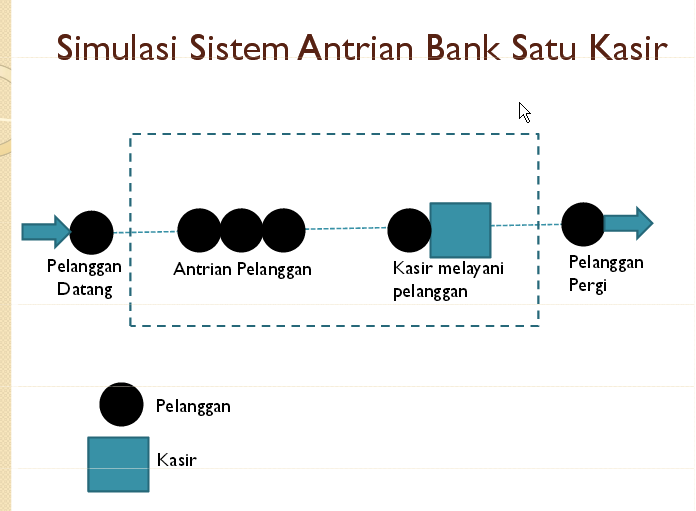 Simulasi Sistem Antrian Bank Satu Kasir
Pelanggan
Datang
Antrian Pelanggan
Kasir melayani
pelanggan
Pelanggan
Pergi
Pelanggan
Kasir